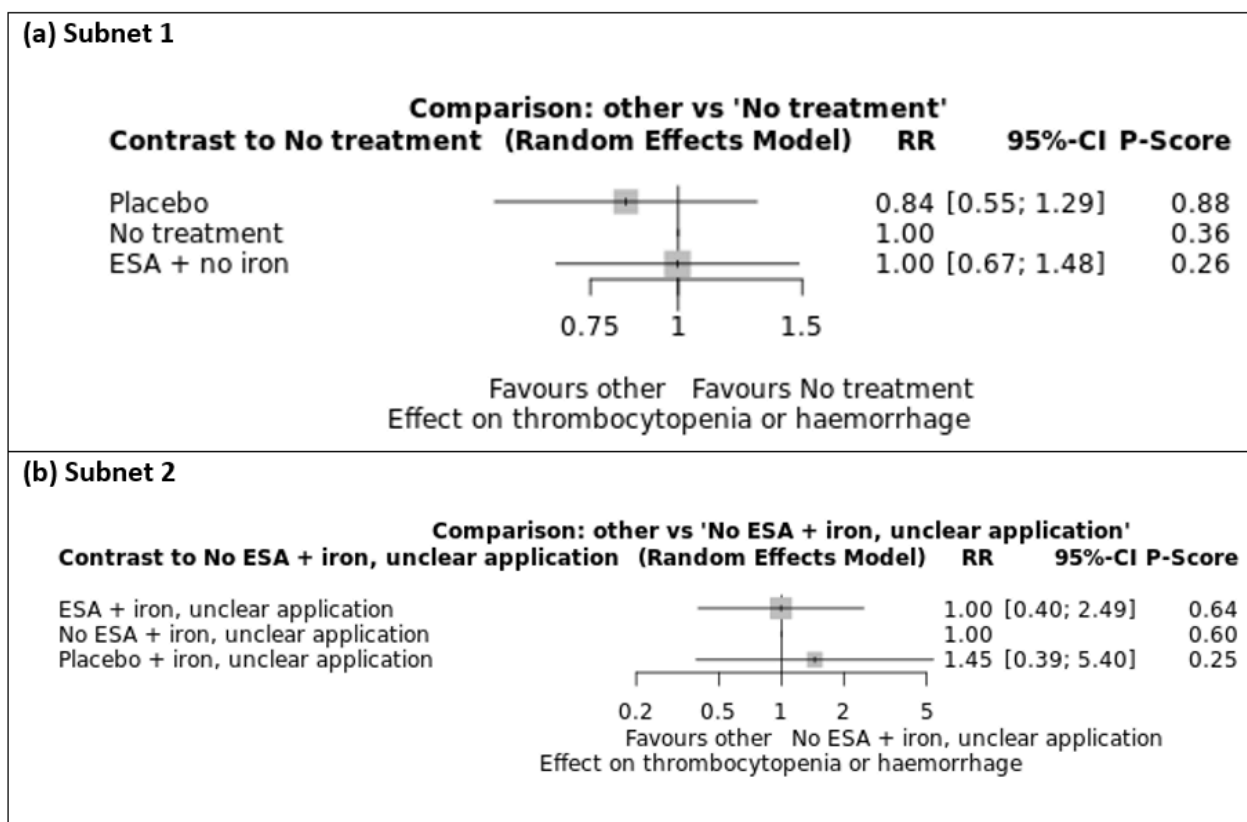 (a) Subnet 1
Comparison: other vs 'No treatment'
Contrast to No treatment (Random Effects Model) RR 95%-CI P-Score
Placebo 0.84 [0.55; 1.29] 0.88
No treatment 1.00 0.36
ESA + no iron 1.00 [0.67; 1.48] 0.26
0.75 1 1.5
Favours other Favours No treatment
Effect on thrombocytopenia or haemorrhage
(b) Subnet 2
Comparison: other vs 'No ESA + iron, unclear application'
Contrast to No ESA + iron, unclear application (Random Effects Model) RR 95%-CI P-Score
ESA + iron, unclear application 1.00 [0.40; 2.49] 0.64
No ESA + iron, unclear application 1.00 0.60
Placebo + iron, unclear application 1.45 [0.39; 5.40] 0.25
0.2 0.5 1 2 5
Favours other No ESA + iron, unclear application
Effect on thrombocytopenia or haemorrhage